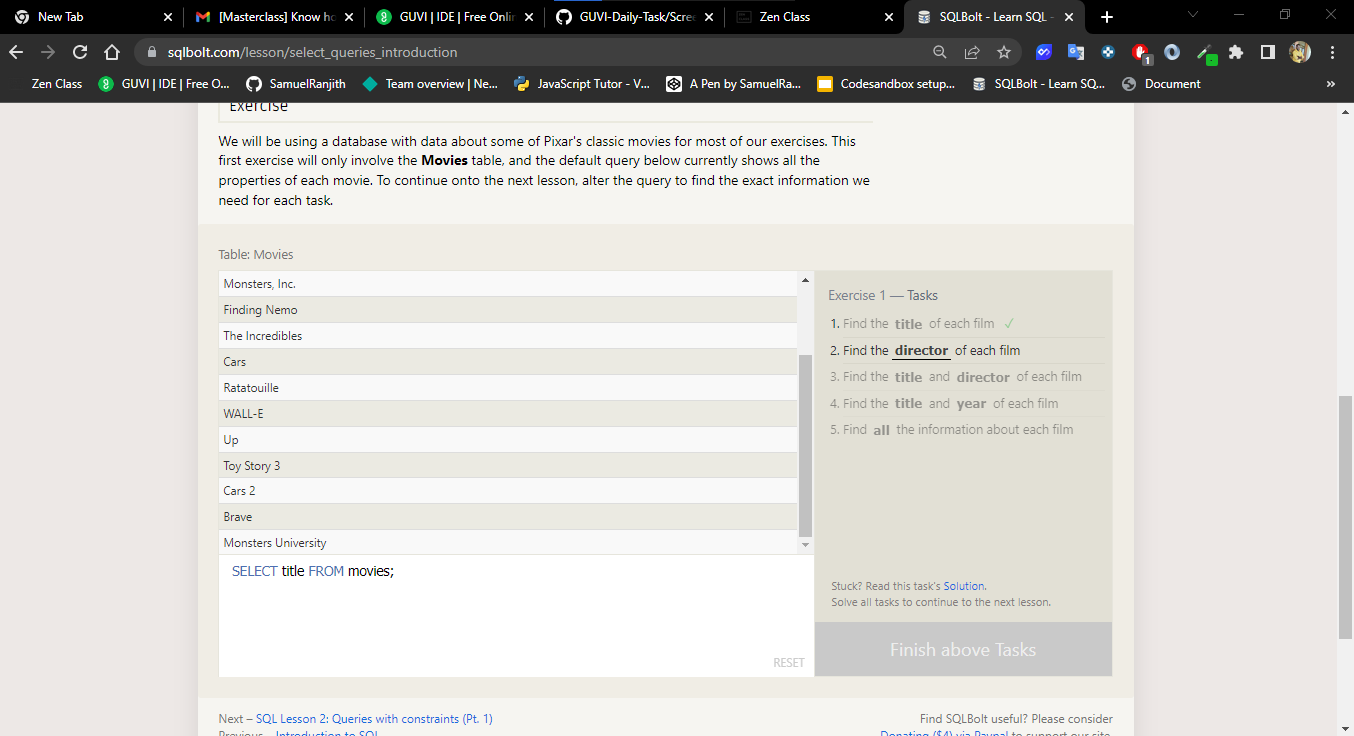 New Tab
[Masterclass] Know ho
GUVI | IDE | Free Onlin
GUVI-Daily-Task/Scree
Zen Class
SQLBolt - Learn SQL -
sqlbolt.com/lesson/select_queries_introduction
1
Zen Class
GUVI | IDE | Free O...
SamuelRanjith
Team overview | Ne...
JavaScript Tutor - V...
A Pen by SamuelRa...
Codesandbox setup...
SQLBolt - Learn SQ...
Document
»
Exercise
We will be using a database with data about some of Pixar's classic movies for most of our exercises. This
first exercise will only involve the Movies table, and the default query below currently shows all the
properties of each movie. To continue onto the next lesson, alter the query to find the exact information we
need for each task.
Table: Movies
Monsters, Inc.
Finding Nemo
The Incredibles
Cars
Ratatouille
WALL-E
Up
Toy Story 3
Cars 2
Brave
Monsters University
SELECT title FROM movies;
RESET
Exercise 1 — Tasks
1. Find the title of each film ✓
2. Find the director of each film
3. Find the title and director of each film
4. Find the title and year of each film
5. Find all the information about each film
Stuck? Read this task's Solution.
Solve all tasks to continue to the next lesson.
Finish above Tasks
Next – SQL Lesson 2: Queries with constraints (Pt. 1)
Previous – Introduction to SQL
Find SQLBolt useful? Please consider
Donating ($4) via Paypal to support our site.